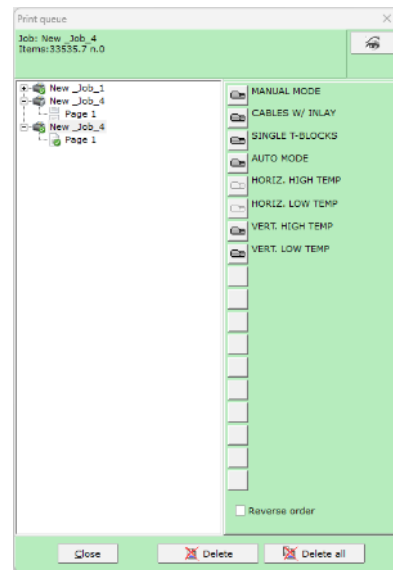 Print queue
Job: New _Job_4
Items:33535.7 n.0
New _Job_1
New _Job_4
Page 1
New _Job_4
Page 1
MANUAL MODE
CABLES W/ INLAY
SINGLE T-BLOCKS
AUTO MODE
HORIZ. HIGH TEMP
HORIZ. LOW TEMP
VERT. HIGH TEMP
VERT. LOW TEMP
Reverse order
Close
Delete
Delete all